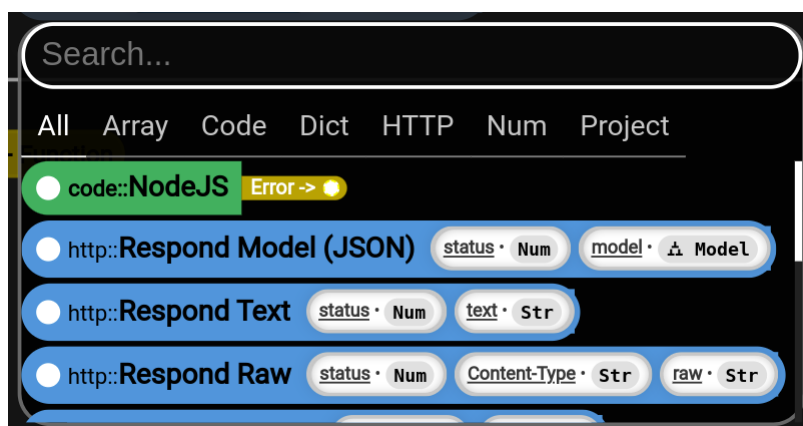 Search...
All Array Code Dict HTTP Num Project
Function
code::NodeJS Error ->
http::Respond Model (JSON) status · Num model · Model
http::Respond Text status · Num text · Str
http::Respond Raw status · Num Content-Type · Str raw · Str